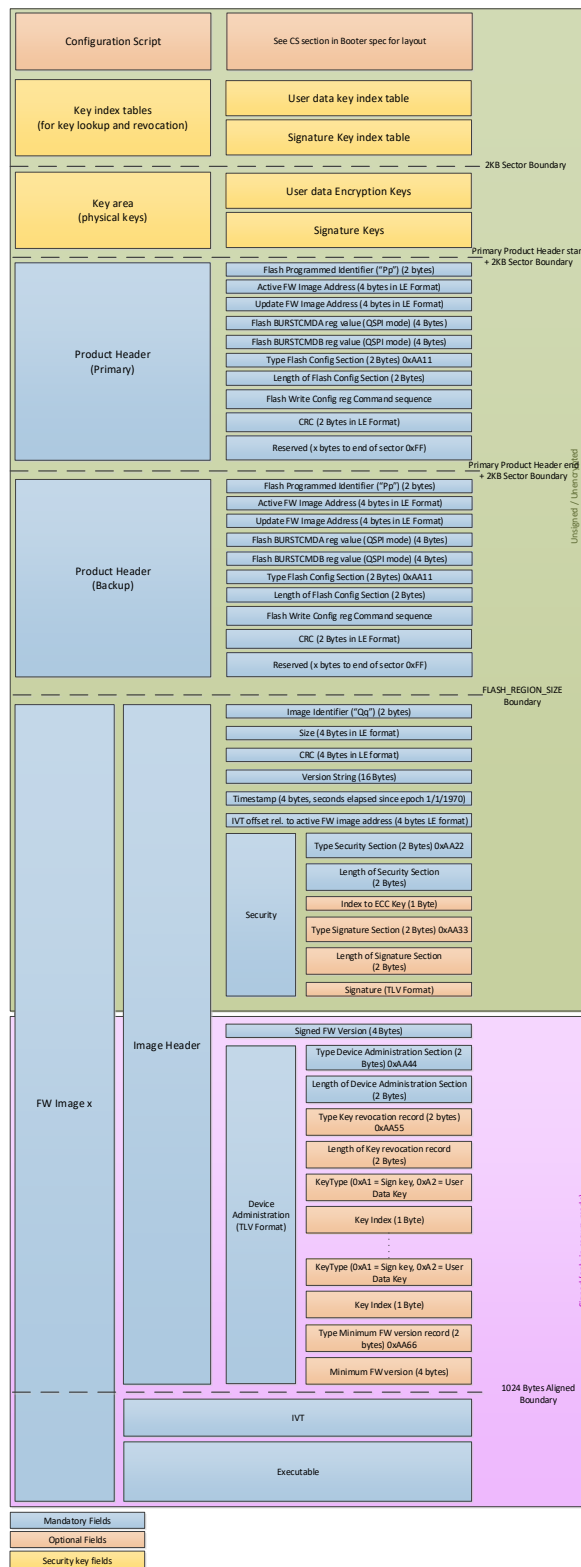 Configuration Script
See CS section in Booter spec for layout
Key index tables
(for key lookup and revocation)
User data key index table
Signature Key index table
2KB Sector Boundary
Key area
(physical keys)
User data Encryption Keys
Signature Keys
Primary Product Header start
+ 2KB Sector Boundary
Product Header
(Primary)
Flash Programmed Identifier ("Pp") (2 bytes)
Active FW Image Address (4 bytes in LE Format)
Update FW Image Address (4 bytes in LE Format)
Flash BURSTCMDA reg value (QSPI mode) (4 Bytes)
Flash BURSTCMDB reg value (QSPI mode) (4 Bytes)
Type Flash Config Section (2 Bytes) 0xAA11
Length of Flash Config Section (2 Bytes)
Flash Write Config reg Command sequence
CRC (2 Bytes in LE Format)
Reserved (x bytes to end of sector 0xFF)
Unsigned / Unencrypted
Primary Product Header end
+ 2KB Sector Boundary
Product Header
(Backup)
Flash Programmed Identifier ("Pp") (2 bytes)
Active FW Image Address (4 bytes in LE Format)
Update FW Image Address (4 bytes in LE Format)
Flash BURSTCMDA reg value (QSPI mode) (4 Bytes)
Flash BURSTCMDB reg value (QSPI mode) (4 Bytes)
Type Flash Config Section (2 Bytes) 0xAA11
Length of Flash Config Section (2 Bytes)
Flash Write Config reg Command sequence
CRC (2 Bytes in LE Format)
Reserved (x bytes to end of sector 0xFF)
FLASH_REGION_SIZE
Boundary
FW Image x
Image Header
Image Identifier ("Qq") (2 bytes)
Size (4 Bytes in LE format)
CRC (4 Bytes in LE format)
Version String (16 Bytes)
Timestamp (4 bytes, seconds elapsed since epoch 1/1/1970)
IVT offset rel. to active FW image address (4 bytes LE format)
Security
Type Security Section (2 Bytes) 0xAA22
Length of Security Section
(2 Bytes)
Index to ECC Key (1 Byte)
Type Signature Section (2 Bytes) 0xAA33
Length of Signature Section
(2 Bytes)
Signature (TLV Format)
Signed FW Version (4 Bytes)
Device
Administration
(TLV Format)
Type Device Administration Section (2
Bytes) 0xAA44
Length of Device Administration Section
(2 Bytes)
Type Key revocation record (2 bytes)
0xAA55
Length of Key revocation record
(2 Bytes)
KeyType (0xA1 = Sign key, 0xA2 = User
Data Key
Key Index (1 Byte)
KeyType (0xA1 = Sign key, 0xA2 = User
Data Key
Key Index (1 Byte)
Type Minimum FW version record (2
bytes) 0xAA66
Minimum FW version (4 bytes)
1024 Bytes Aligned
Boundary
IVT
Executable
Mandatory Fields
Optional Fields
Security key fields